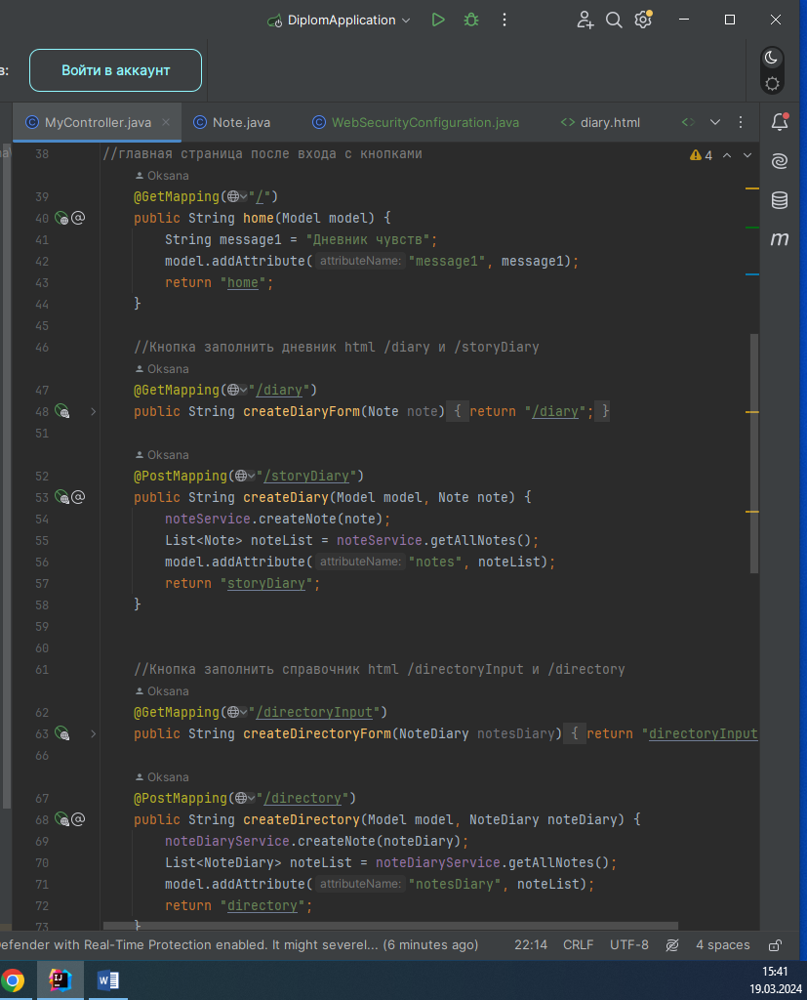 DiplomApplication
в:
Войти в аккаунт
MyController.java
Note.java
WebSecurityConfiguration.java
diary.html
38 //главная страница после входа с кнопками
4
Oksana
39 @GetMapping("/")
40 public String home(Model model) {
41 String message1 = "Дневник чувств";
42 model.addAttribute( attributeName: "message1", message1);
43 return "home";
44 }
45
46 //Кнопка заполнить дневник html /diary и /storyDiary
Oksana
47 @GetMapping("/diary")
48 public String createDiaryForm(Note note) { return "/diary"; }
51
Oksana
52 @PostMapping("/storyDiary")
53 public String createDiary(Model model, Note note) {
54 noteService.createNote(note);
55 List<Note> noteList = noteService.getAllNotes();
56 model.addAttribute( attributeName: "notes", noteList);
57 return "storyDiary";
58 }
59
60
61 //Кнопка заполнить справочник html /directoryInput и /directory
Oksana
62 @GetMapping("/directoryInput")
63 public String createDirectoryForm(NoteDiary notesDiary) { return "directoryInput
66
Oksana
67 @PostMapping("/directory")
68 public String createDirectory(Model model, NoteDiary noteDiary) {
69 noteDiaryService.createNote(noteDiary);
70 List<NoteDiary> noteList = noteDiaryService.getAllNotes();
71 model.addAttribute( attributeName: "notesDiary", noteList);
72 return "directory";
73 }
efender with Real-Time Protection enabled. It might severel... (6 minutes ago)
22:14 CRLF UTF-8 4 spaces
15:41
19.03.2024